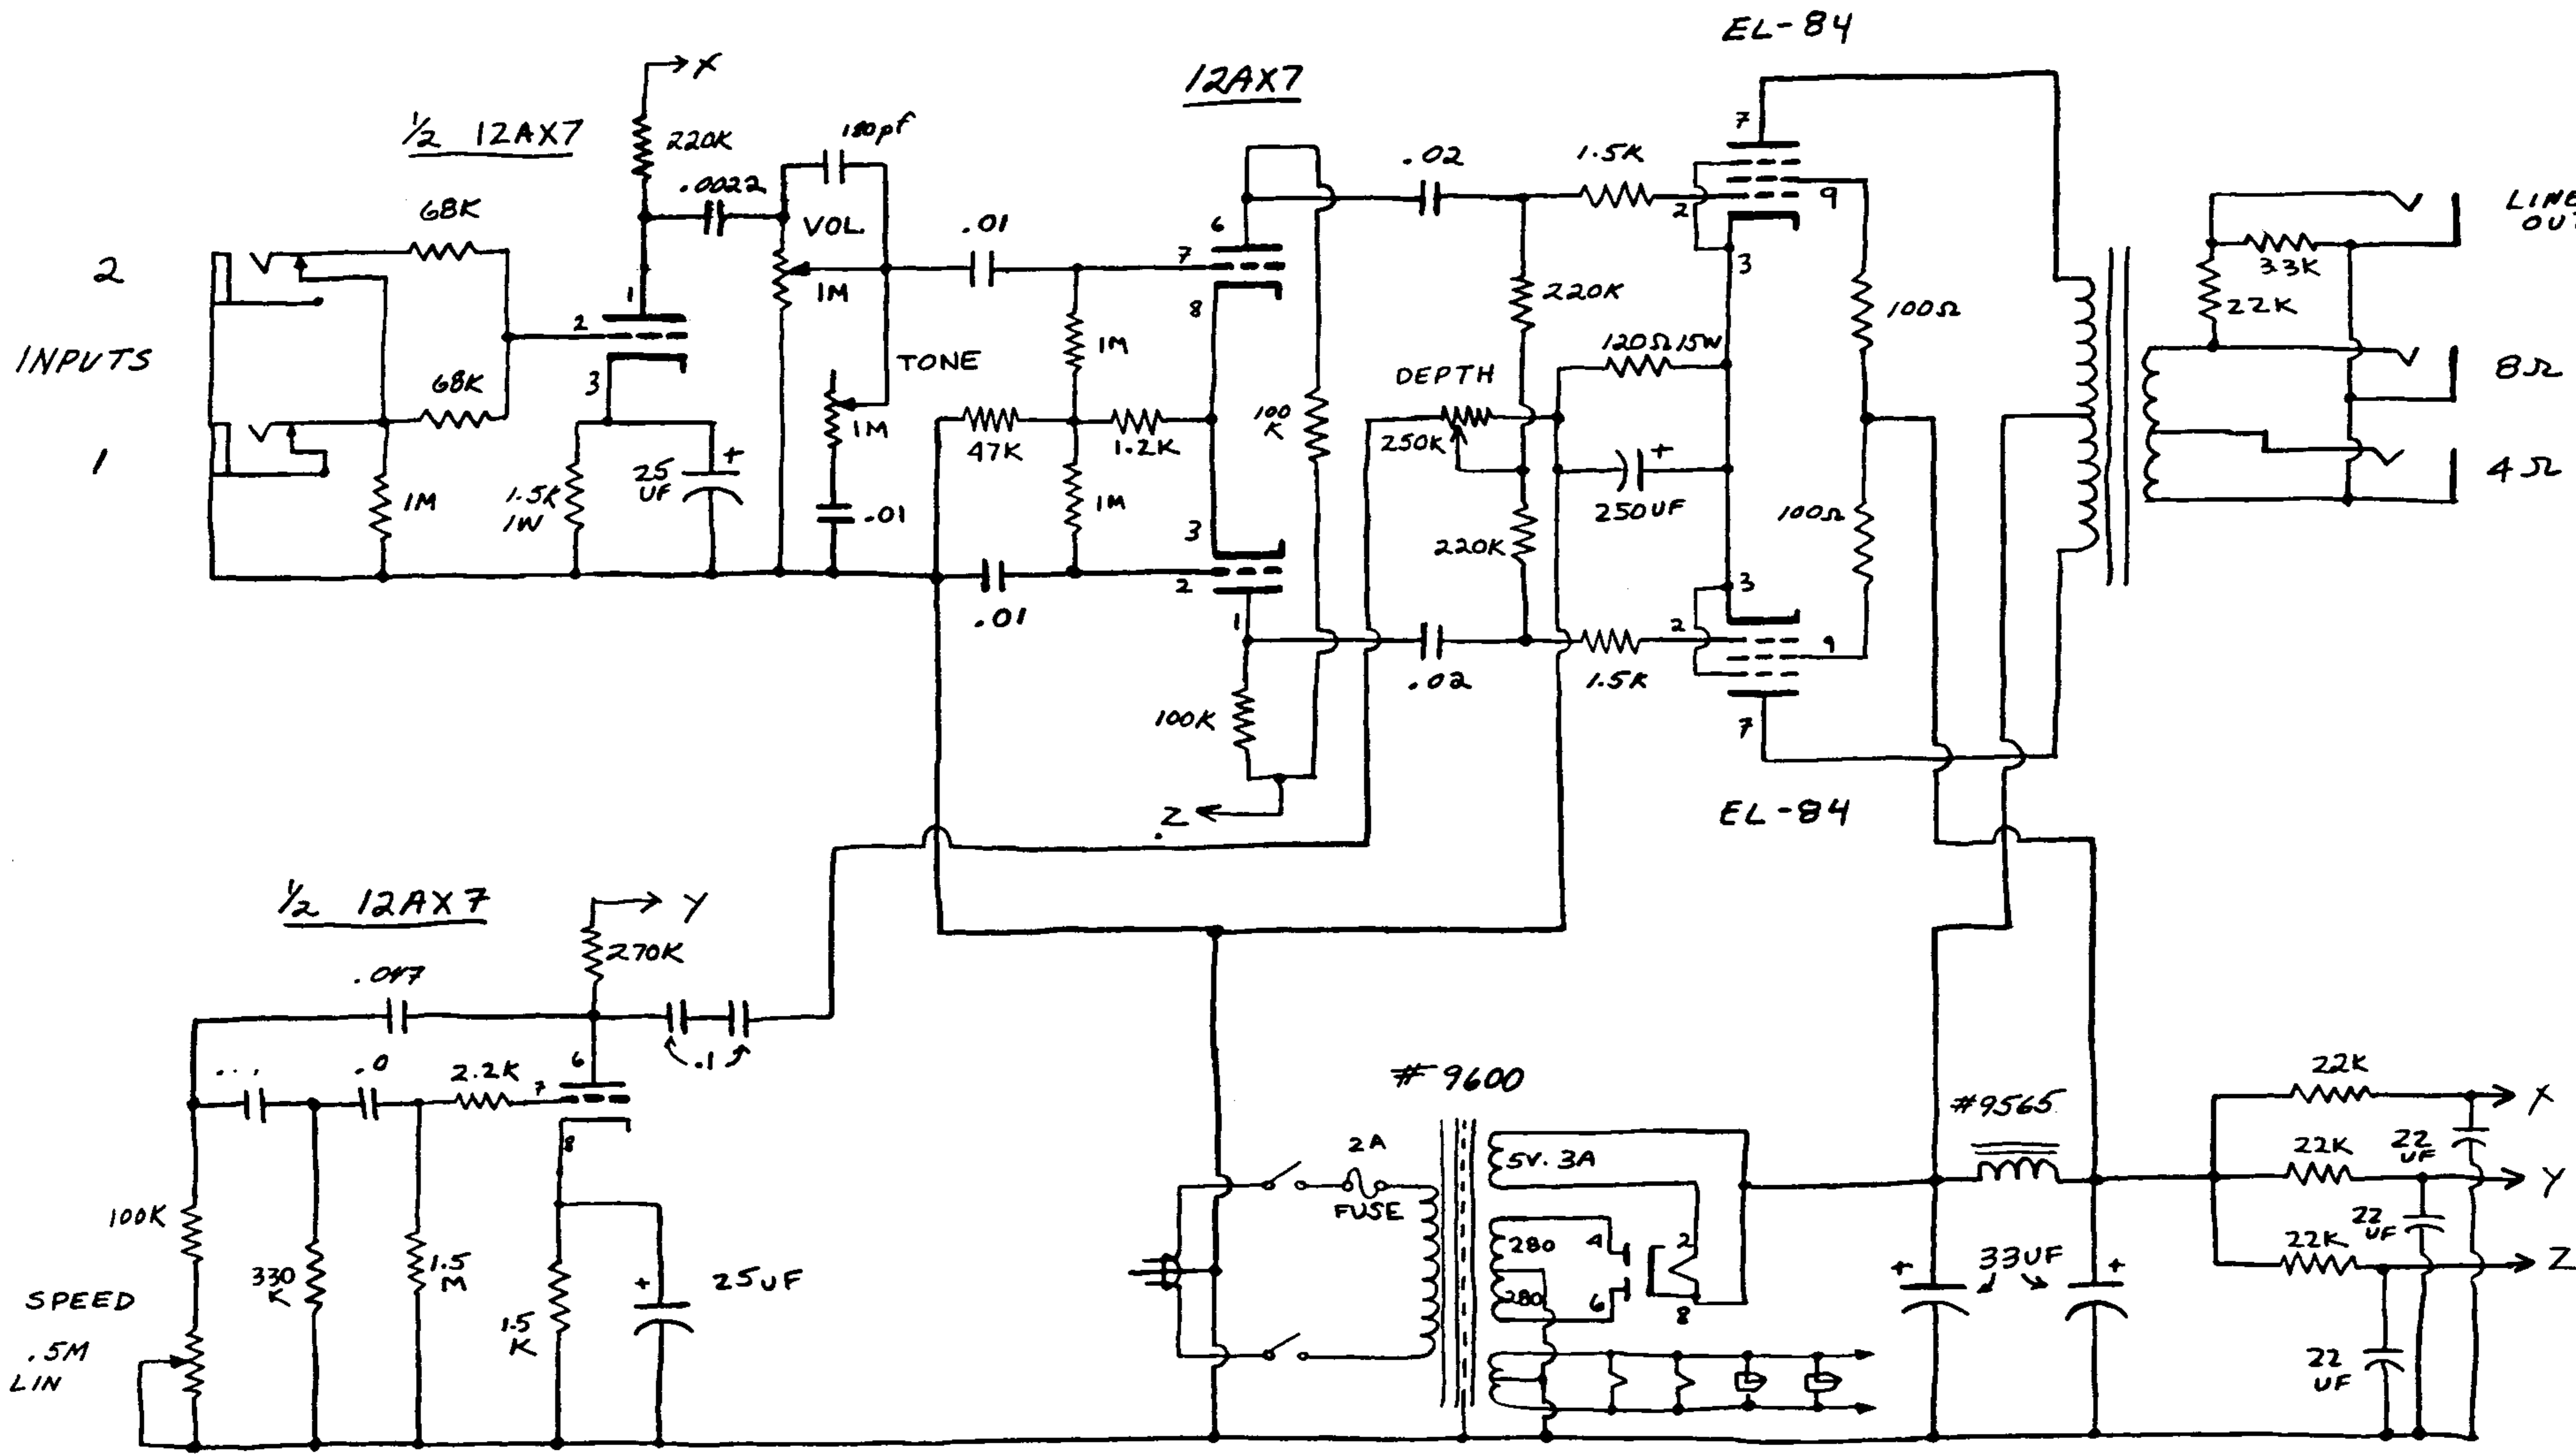 EL-84
12AX7
X
½ 12AX7
220K
180pf
.0022
VOL.
.01
68K
2
INPUTS
68K
1
1
2
3
1M
TONE
1M
1M
25
UF
+
1.5K
1W
1M
.01
47K
1.2K
1M
.01
6
7
8
3
2
1
100
K
100K
Z
.02
1.5K
220K
DEPTH
250K
120Ω 15W
+
250UF
220K
.02
1.5K
7
2
9
3
100Ω
100Ω
3
2
9
7
EL-84
LINE
3.3K
22K
8Ω
4Ω
½ 12AX7
Y
270K
.047
.1
.0
2.2K
6
7
8
100K
330
K
1.5
M
1.5
K
+
25UF
SPEED
.5M
LIN
#9600
2A
FUSE
5V. 3A
280
280
4
6
2
8
#9565
+
33UF
+
22K
X
22
UF
22K
Y
22
UF
22K
Z
22
UF